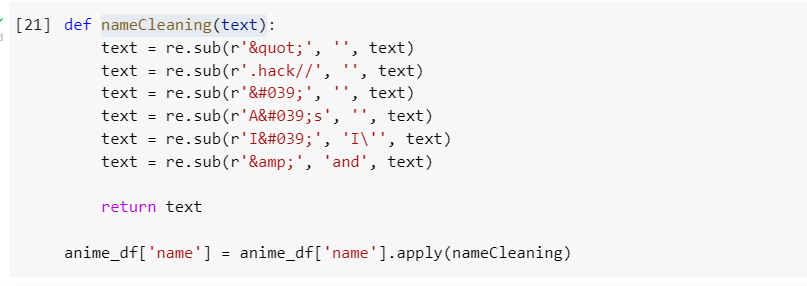 [21] def nameCleaning(text):
text = re.sub(r'&quot;', '', text)
text = re.sub(r'.hack//', '', text)
text = re.sub(r'&#039;', '', text)
text = re.sub(r'A&#039;s', '', text)
text = re.sub(r'I&#039;', 'I\'', text)
text = re.sub(r'&amp;', 'and', text)
return text
anime_df['name'] = anime_df['name'].apply(nameCleaning)